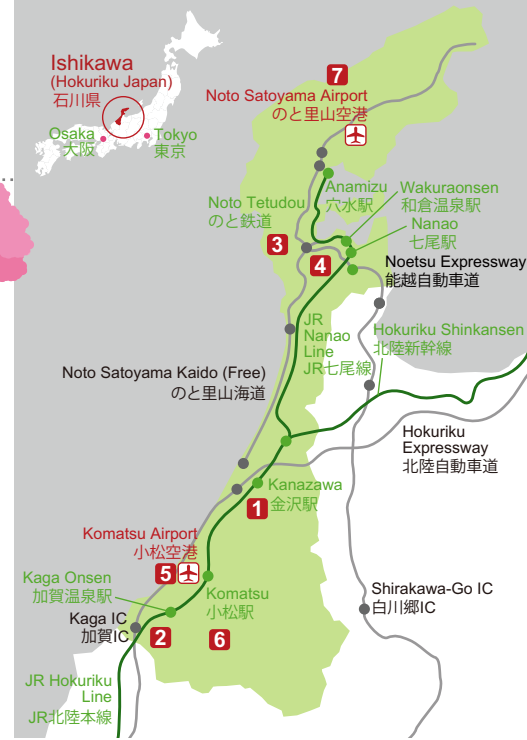 Ishikawa
(Hokuriku Japan)
石川県
Osaka
大阪
Tokyo
東京
7
Noto Satoyama Airport
のと里山空港
Anamizu
穴水駅
Wakuraonsen
和倉温泉駅
Noto Tetudou
のと鉄道
Nanao
七尾駅
3
4
Noetsu Expressway
能越自動車道
JR
Nanao
Line
JR七尾線
Hokuriku Shinkansen
北陸新幹線
Noto Satoyama Kaido (Free)
のと里山海道
Hokuriku
Expressway
北陸自動車道
Kanazawa
金沢駅
1
Komatsu Airport
小松空港
5
Kaga Onsen
加賀温泉駅
Komatsu
小松駅
Shirakawa-Go IC
白川郷IC
Kaga IC
加賀IC
2
6
JR Hokuriku
Line
JR北陸本線